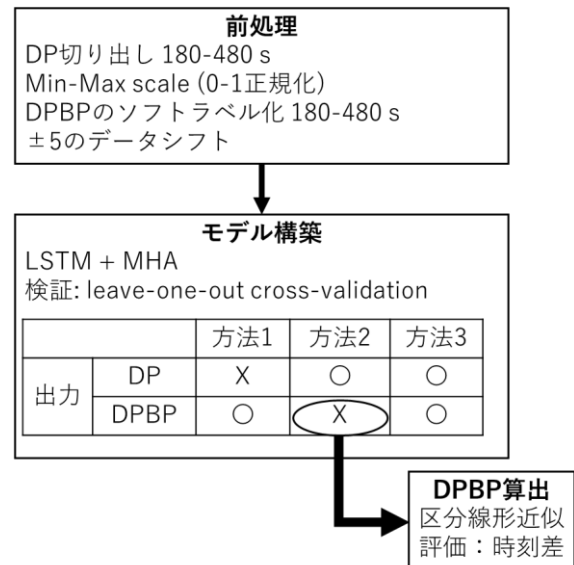 前処理
DP切り出し 180-480 s
Min-Max scale (0-1正規化)
DPBPのソフトラベル化 180-480 s
±5のデータシフト
モデル構築
LSTM + MHA
検証: leave-one-out cross-validation
方法1 方法2 方法3
出力
DP X ○ ○
DPBP ○ X ○
DPBP算出
区分線形近似
評価：時刻差